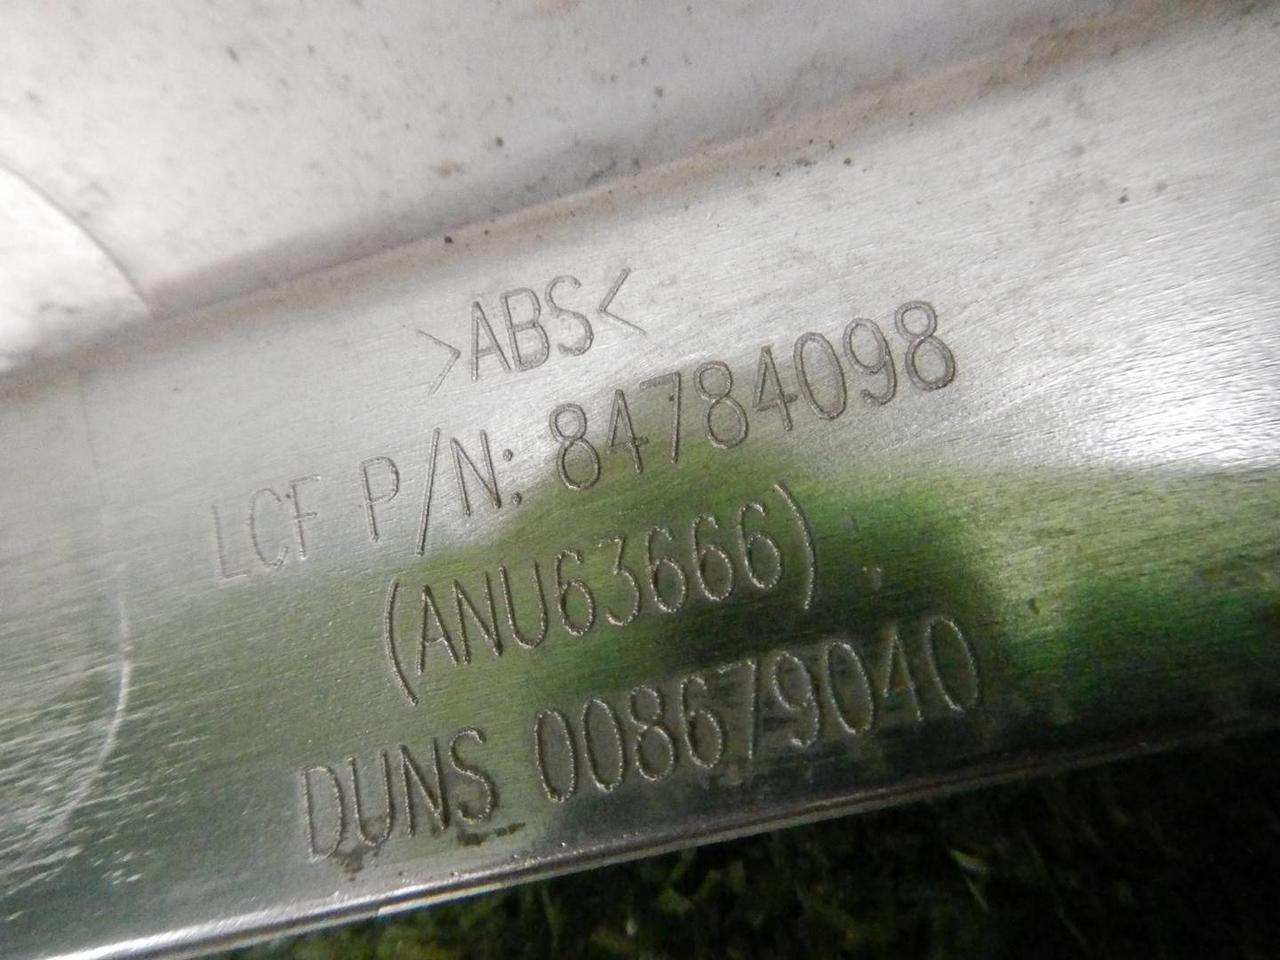 >ABS<
LCF P/N: 84784098
(ANU63666)
DUNS 008679040